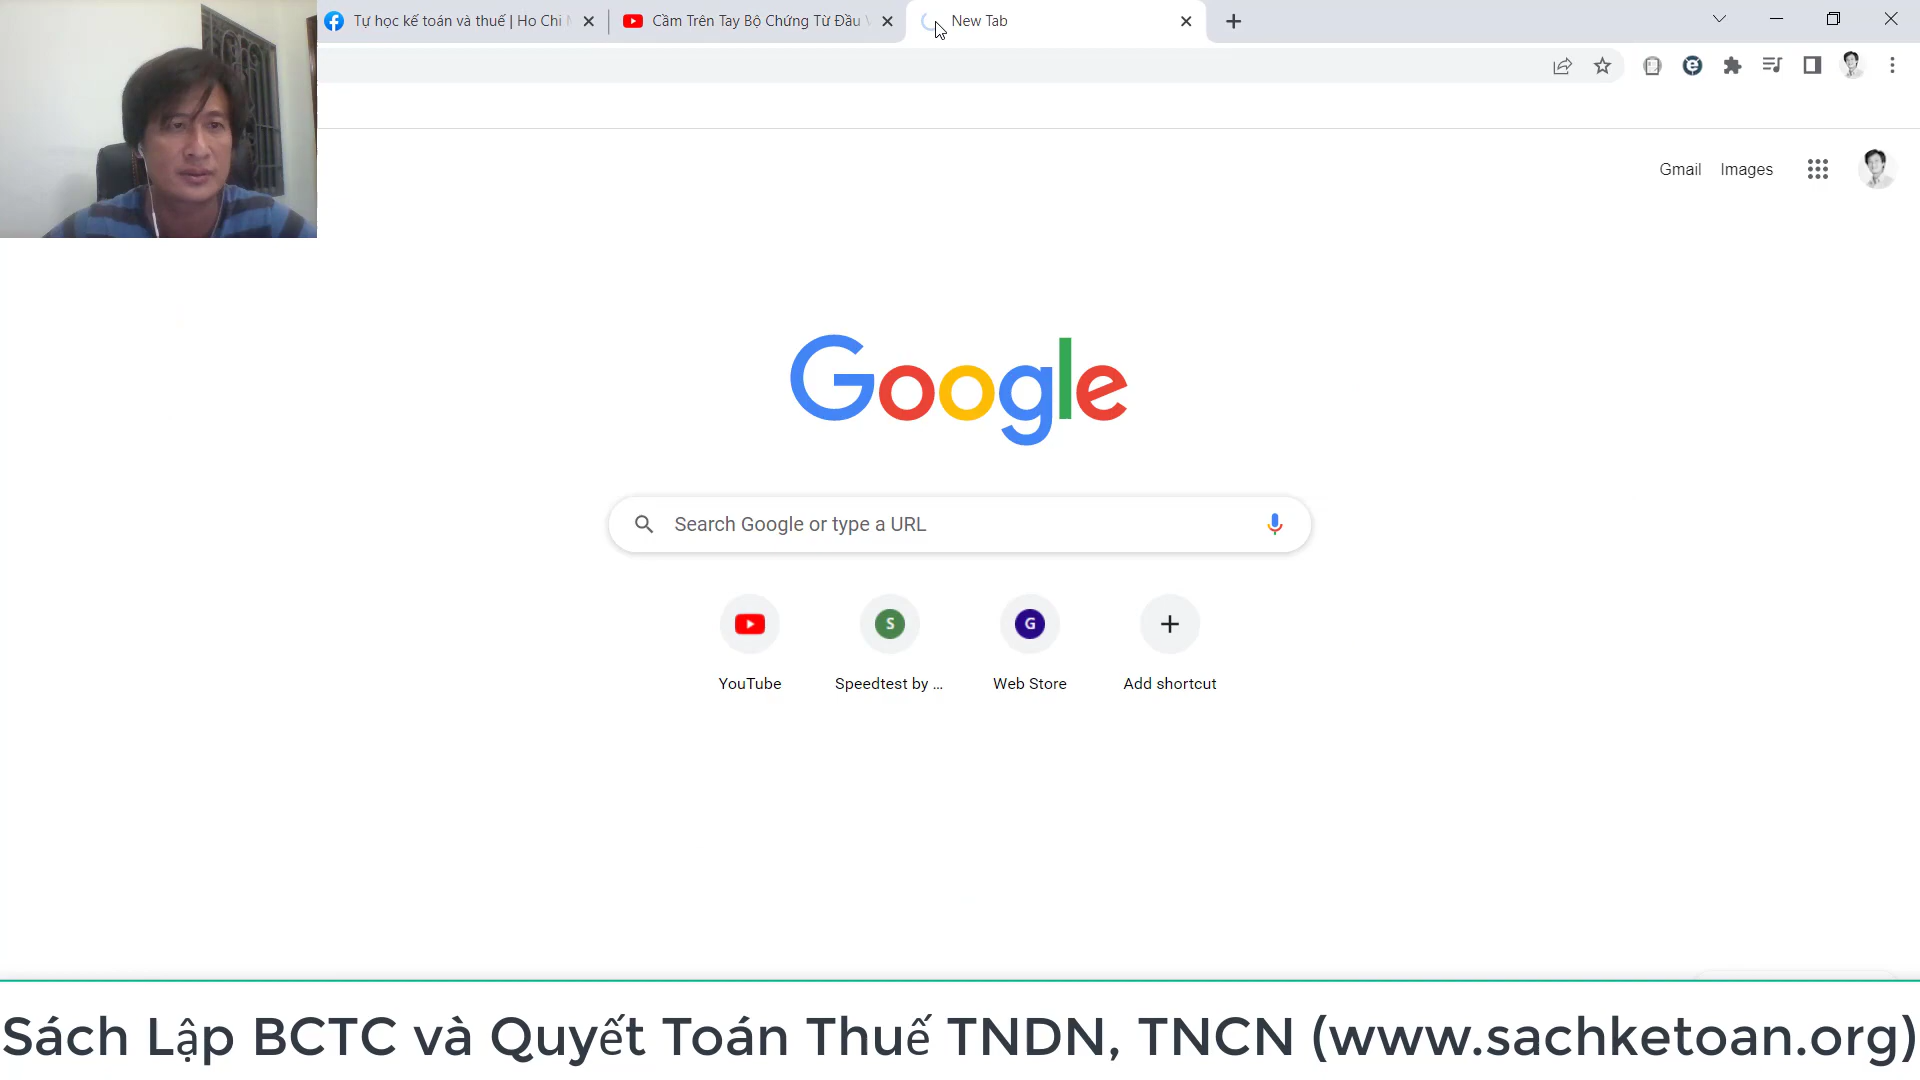 Tự học kế toán và thuế | Ho Chi
Cầm Trên Tay Bộ Chứng Từ Đầu
New Tab
Gmail
Images
Google
Search Google or type a URL
S
G
YouTube
Speedtest by ...
Web Store
Add shortcut
Sách Lập BCTC và Quyết Toán Thuế TNDN, TNCN (www.sachketoan.org)